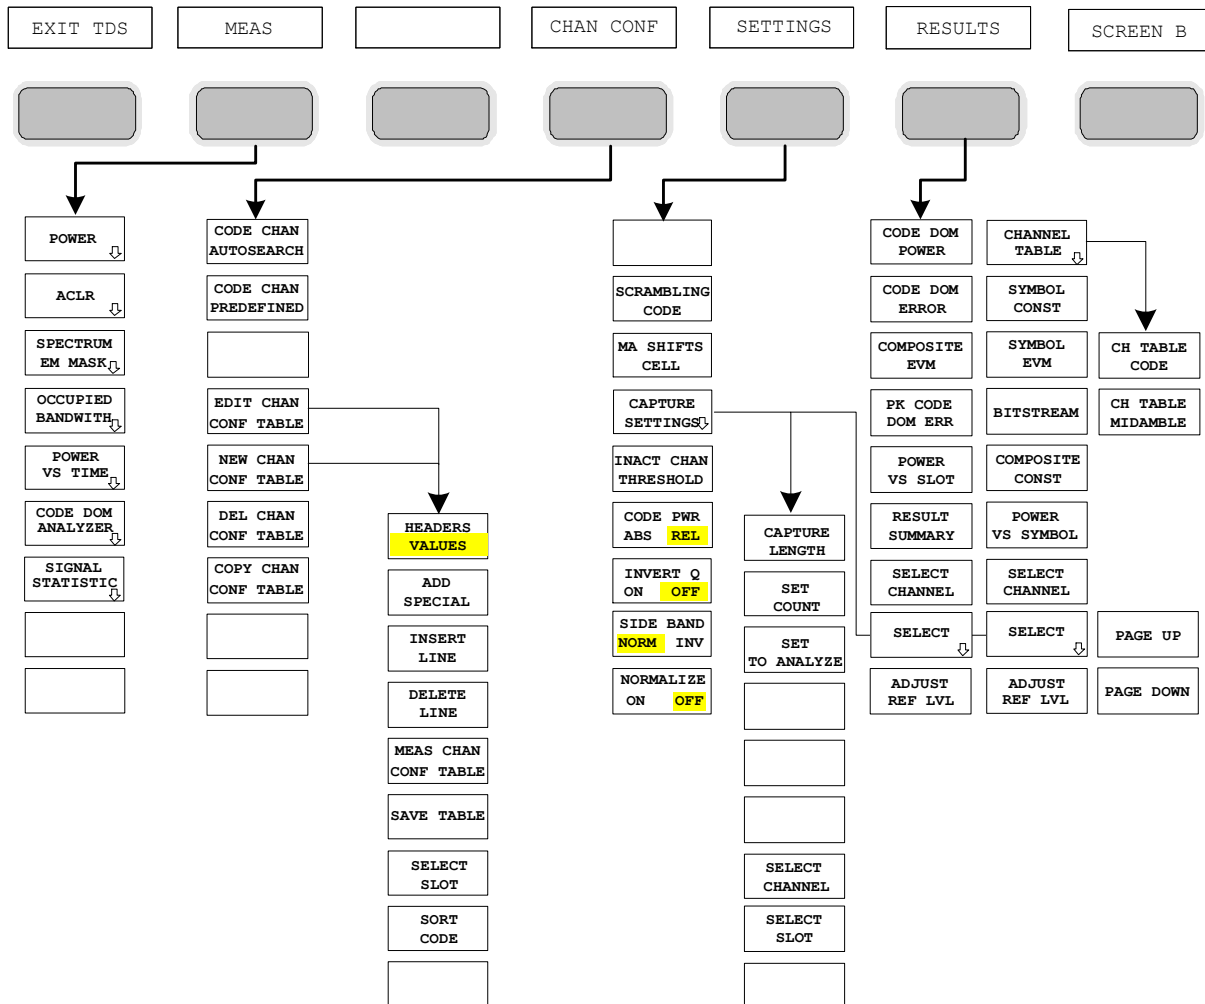 EXIT TDS
MEAS
CHAN CONF
SETTINGS
RESULTS
SCREEN B
POWER
ACLR
SPECTRUM
EM MASK
OCCUPIED
BANDWITH
POWER
VS TIME
CODE DOM
ANALYZER
SIGNAL
STATISTIC
CODE CHAN
AUTOSEARCH
CODE CHAN
PREDEFINED
EDIT CHAN
CONF TABLE
NEW CHAN
CONF TABLE
DEL CHAN
CONF TABLE
COPY CHAN
CONF TABLE
HEADERS
VALUES
ADD
SPECIAL
INSERT
LINE
DELETE
LINE
MEAS CHAN
CONF TABLE
SAVE TABLE
SELECT
SLOT
SORT
CODE
SCRAMBLING
CODE
MA SHIFTS
CELL
CAPTURE
SETTINGS
INACT CHAN
THRESHOLD
CODE PWR
ABS REL
INVERT Q
ON OFF
SIDE BAND
NORM INV
NORMALIZE
ON OFF
CAPTURE
LENGTH
SET
COUNT
SET
TO ANALYZE
SELECT
CHANNEL
SELECT
SLOT
CODE DOM
POWER
CODE DOM
ERROR
COMPOSITE
EVM
PK CODE
DOM ERR
POWER
VS SLOT
RESULT
SUMMARY
SELECT
CHANNEL
SELECT
ADJUST
REF LVL
CHANNEL
TABLE
SYMBOL
CONST
SYMBOL
EVM
BITSTREAM
COMPOSITE
CONST
POWER
VS SYMBOL
SELECT
CHANNEL
SELECT
ADJUST
REF LVL
CH TABLE
CODE
CH TABLE
MIDAMBLE
PAGE UP
PAGE DOWN